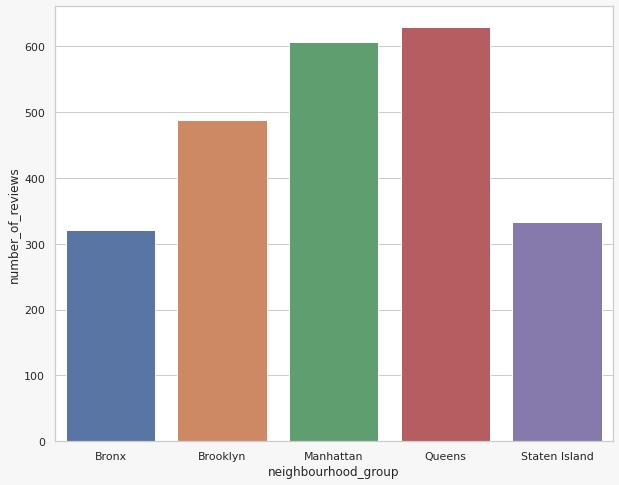 600
500
400
300
200
100
0
number_of_reviews
Bronx Brooklyn Manhattan Queens Staten Island
neighbourhood_group